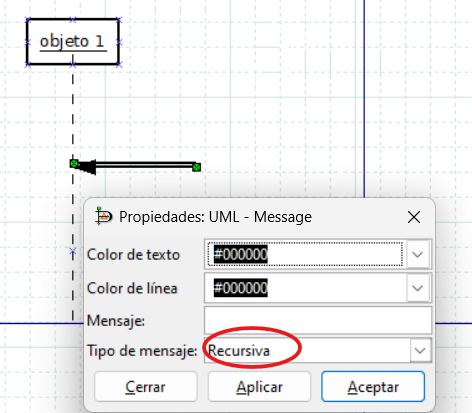 objeto 1
Propiedades: UML - Message
Color de texto #000000
Color de línea #000000
Mensaje:
Tipo de mensaje: Recursiva
Cerrar Aplicar Aceptar